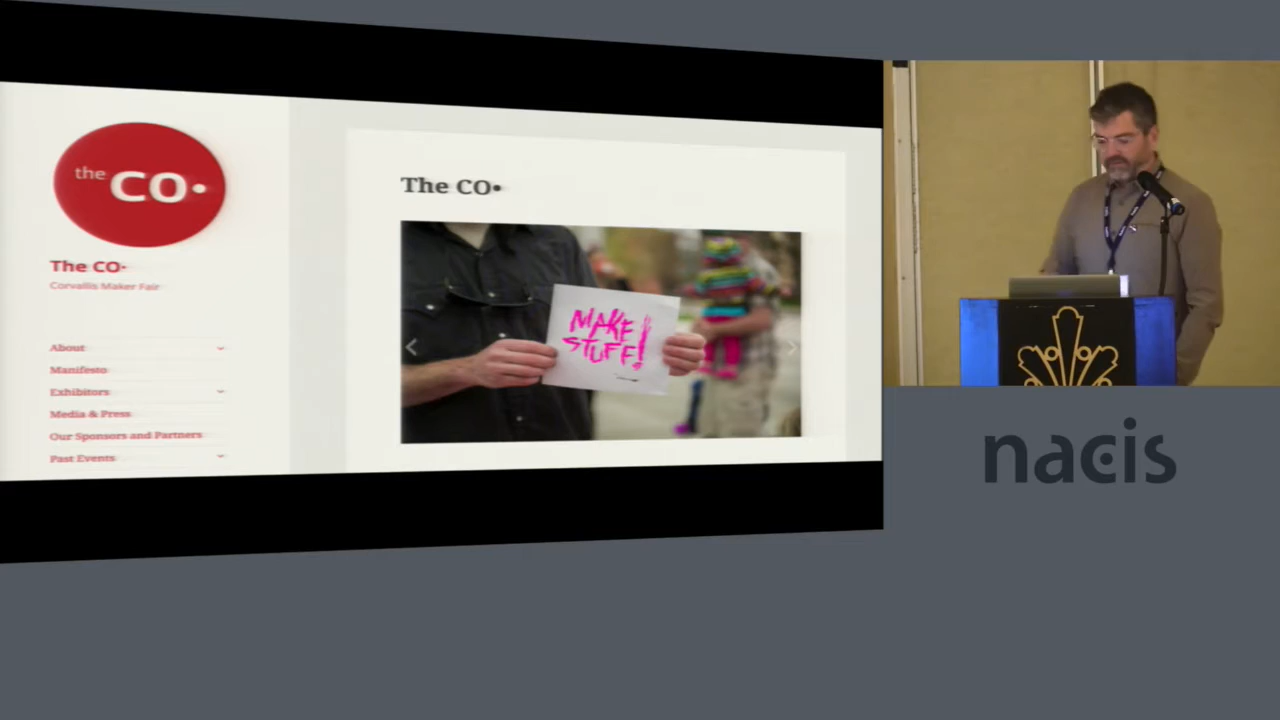 the CO•
The CO•
Corvallis Maker Fair
About
Manifesto
Exhibitors
Media & Press
Our Sponsors and Partners
Past Events
The CO•
MAKE
STUFF!
nacis